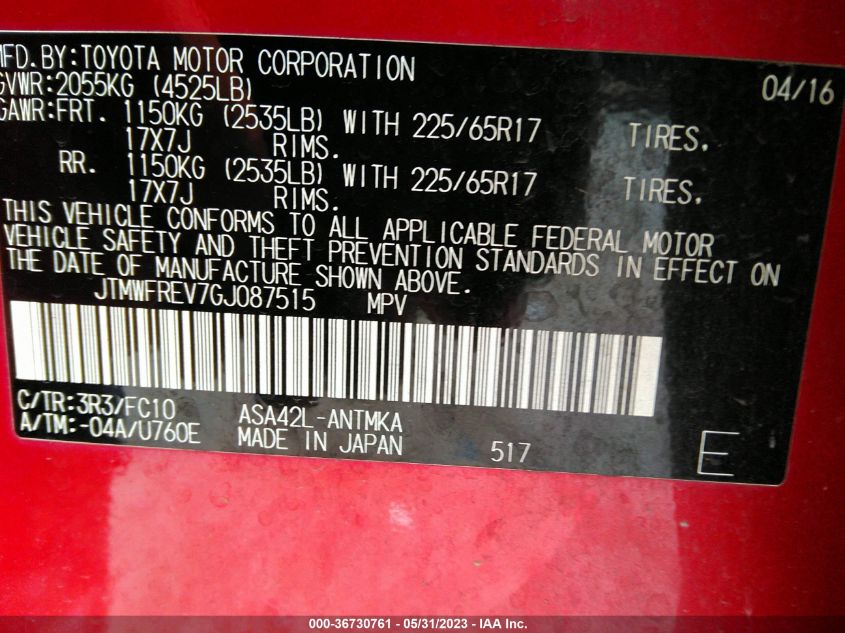 MFD.BY:TOYOTA MOTOR CORPORATION 04/16
GVWR:2055KG (4525LB)
GAWR:FRT. 1150KG (2535LB) WITH 225/65R17 TIRES,
17X7J RIMS.
RR. 1150KG (2535LB) WITH 225/65R17 TIRES,
17X7J RIMS.
THIS VEHICLE CONFORMS TO ALL APPLICABLE FEDERAL MOTOR
VEHICLE SAFETY AND THEFT PREVENTION STANDARDS IN EFFECT ON
THE DATE OF MANUFACTURE SHOWN ABOVE.
JTMWFREV7GJ087515 MPV
C/TR:3R3/FC10 ASA42L-ANTMKA
A/TM:-04A/U760E MADE IN JAPAN 517 E
000-36730761 - 05/31/2023 - IAA Inc.